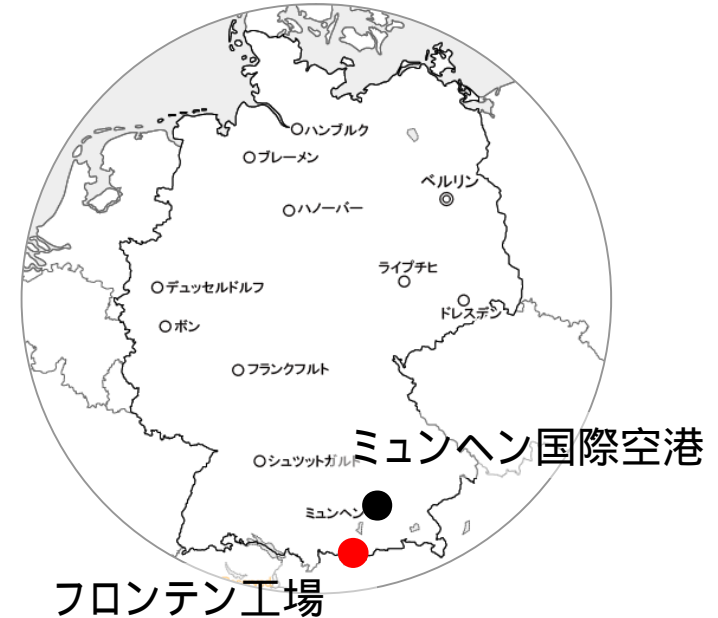 ハンブルク
ブレーメン
ベルリン
ハノーバー
ライプチヒ
デュッセルドルフ
ドレスデン
ボン
フランクフルト
ミュンヘン国際空港
シュツットガルト
ミュンヘン
フロンテン工場